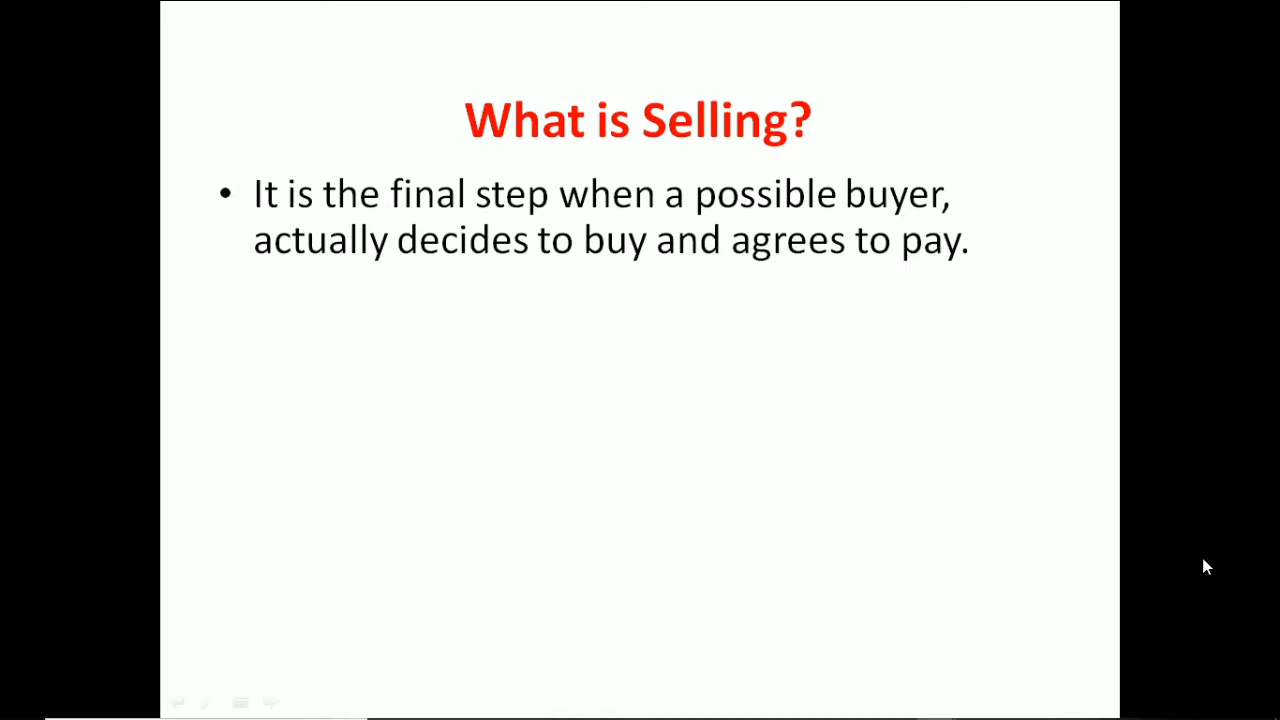 What is Selling?
• It is the final step when a possible buyer,
actually decides to buy and agrees to pay.